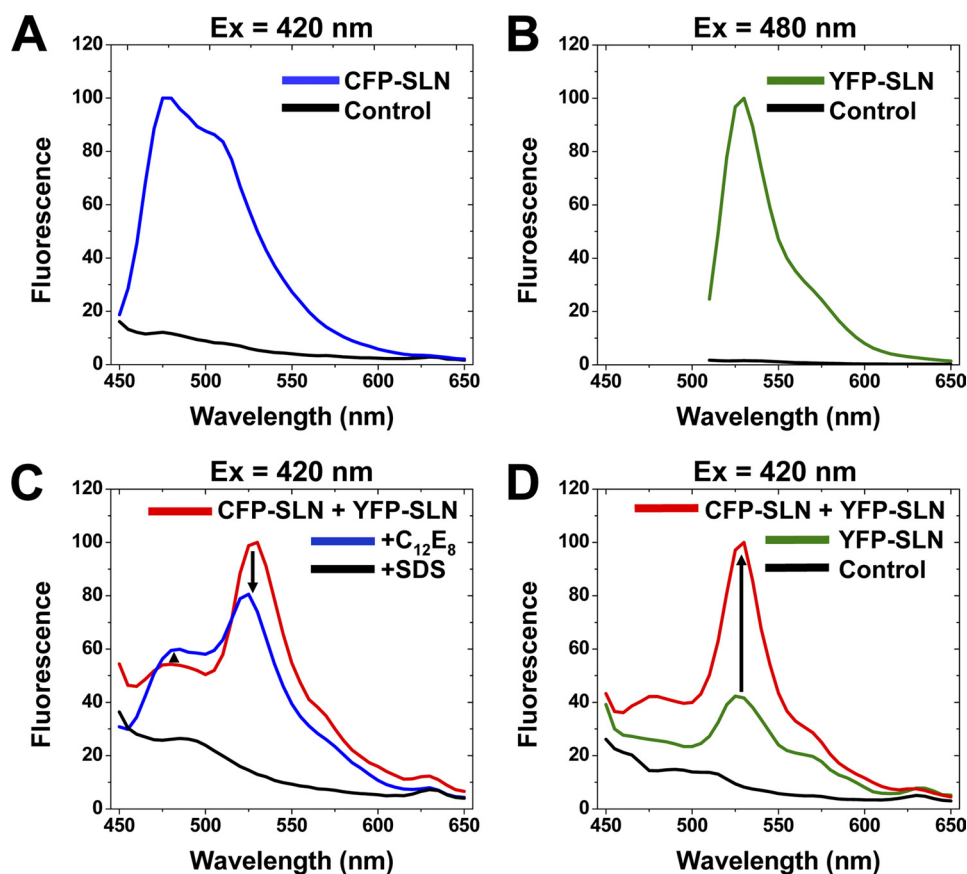 A
Ex = 420 nm
120
100
80
60
40
20
0
Fluorescence
CFP-SLN
Control
450 500 550 600 650
Wavelength (nm)
B
Ex = 480 nm
120
100
80
60
40
20
0
Fluroescence
YFP-SLN
Control
450 500 550 600 650
Wavelength (nm)
C
Ex = 420 nm
120
100
80
60
40
20
0
Fluorescence
CFP-SLN + YFP-SLN
+C₁₂E₈
+SDS
450 500 550 600 650
Wavelength (nm)
D
Ex = 420 nm
120
100
80
60
40
20
0
Fluorescence
CFP-SLN + YFP-SLN
YFP-SLN
Control
450 500 550 600 650
Wavelength (nm)